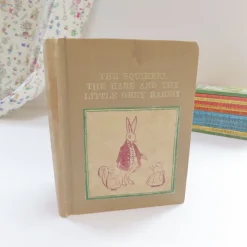 THE SQUIRREL
THE HARE AND THE
LITTLE GREY RABBIT